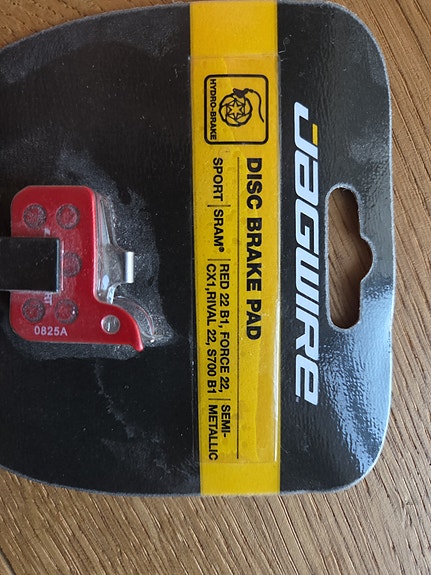 JAGWIRE
HYDRO-BRAKE
DISC BRAKE PAD
SPORT | SRAM® | RED 22 B1, FORCE 22, | SEMI-
CX1, RIVAL 22, S700 B1 | METALLIC
0825A